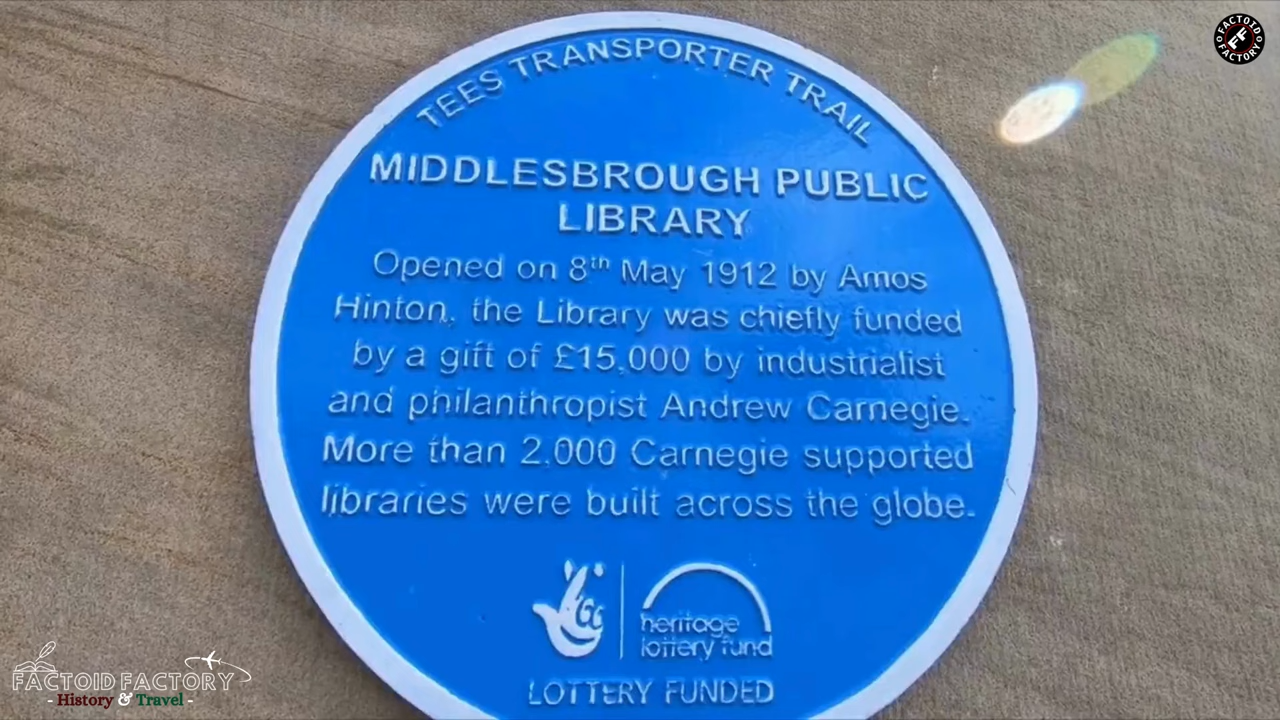 TEES TRANSPORTER TRAIL
MIDDLESBROUGH PUBLIC
LIBRARY
Opened on 8th May 1912 by Amos
Hinton, the Library was chiefly funded
by a gift of £15,000 by industrialist
and philanthropist Andrew Carnegie.
More than 2,000 Carnegie supported
libraries were built across the globe.
heritage
lottery fund
LOTTERY FUNDED
FACTOID FACTORY
- History & Travel -
FACTOID
FF
FACTORY